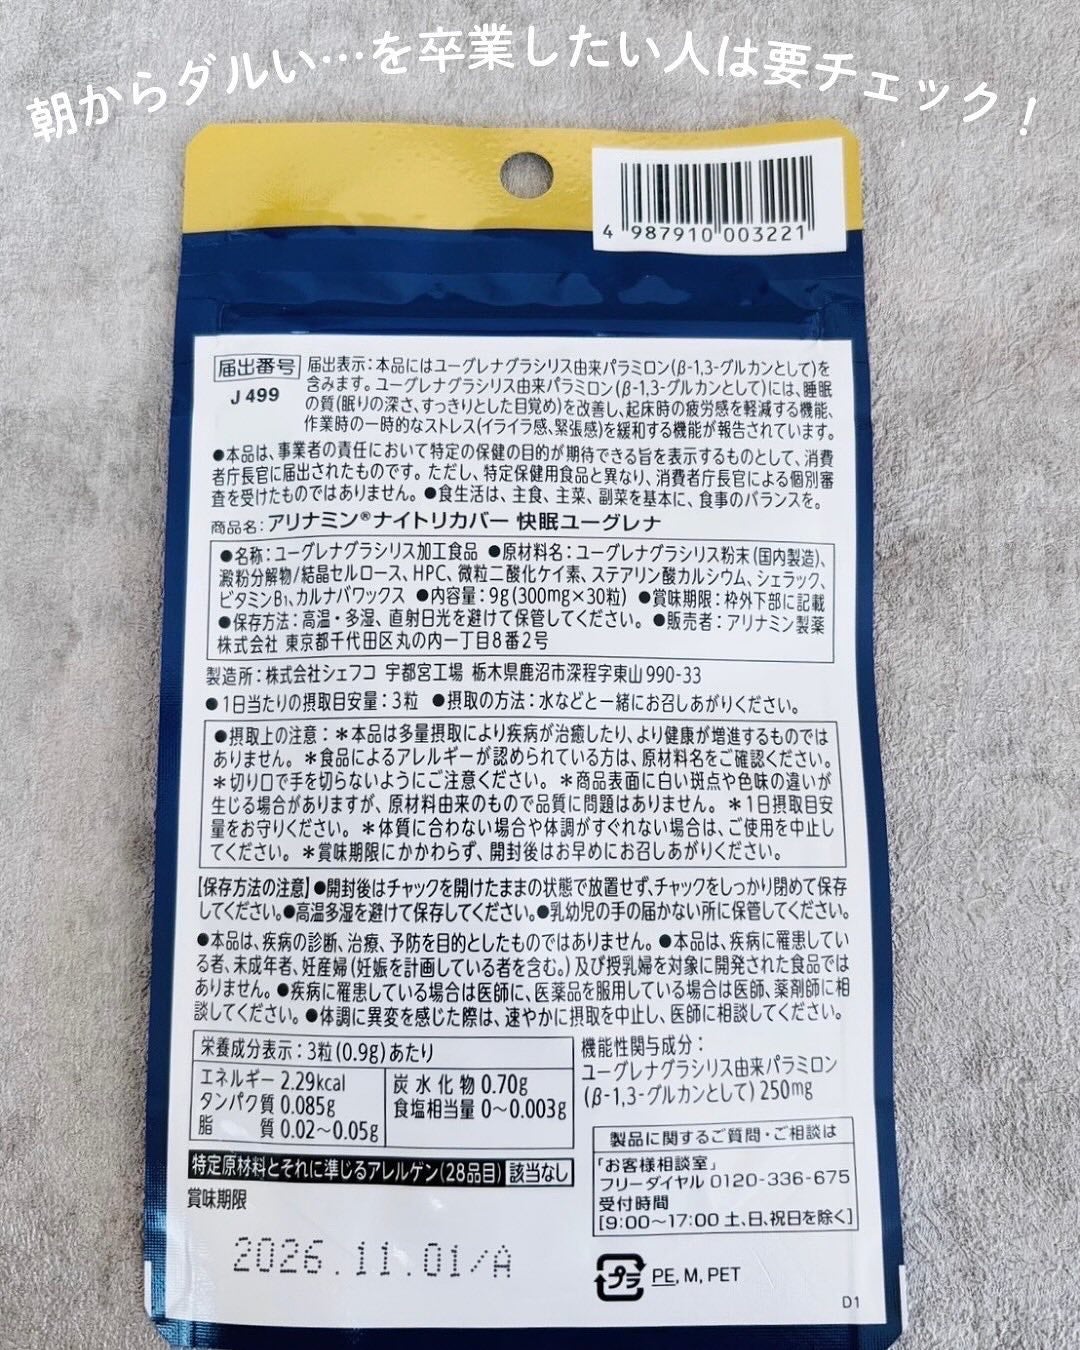 朝からダルい…を卒業したい人は要チェック！
4 987910 003221
届出番号
J 499
届出表示：本品にはユーグレナグラシリス由来パラミロン(β-1,3-グルカンとして)を
含みます。ユーグレナグラシリス由来パラミロン(β-1,3-グルカンとして)には、睡眠
の質(眠りの深さ、すっきりとした目覚め)を改善し、起床時の疲労感を軽減する機能、
作業時の一時的なストレス(イライラ感、緊張感)を緩和する機能が報告されています。
●本品は、事業者の責任において特定の保健の目的が期待できる旨を表示するものとして、消費
者庁長官に届出されたものです。ただし、特定保健用食品と異なり、消費者庁長官による個別審
査を受けたものではありません。●食生活は、主食、主菜、副菜を基本に、食事のバランスを。
商品名：アリナミン®ナイトリカバー 快眠ユーグレナ
●名称：ユーグレナグラシリス加工食品 ●原材料名：ユーグレナグラシリス粉末(国内製造)、
澱粉分解物/結晶セルロース、HPC、微粒二酸化ケイ素、ステアリン酸カルシウム、シェラック、
ビタミンB₁、カルナバワックス ●内容量：9g(300mg×30粒) ●賞味期限：枠外下部に記載
●保存方法：高温・多湿、直射日光を避けて保管してください。●販売者：アリナミン製薬
株式会社 東京都千代田区丸の内一丁目8番2号
製造所：株式会社シェフコ 宇都宮工場 栃木県鹿沼市深程字東山990-33
●1日当たりの摂取目安量：3粒 ●摂取の方法：水などと一緒にお召しあがりください。
●摂取上の注意：＊本品は多量摂取により疾病が治癒したり、より健康が増進するものでは
ありません。＊食品によるアレルギーが認められている方は、原材料名をご確認ください。
＊切り口で手を切らないようにご注意ください。＊商品表面に白い斑点や色味の違いが
生じる場合がありますが、原材料由来のもので品質に問題はありません。＊1日摂取目安
量をお守りください。＊体質に合わない場合や体調がすぐれない場合は、ご使用を中止し
てください。＊賞味期限にかかわらず、開封後はお早めにお召しあがりください。
【保存方法の注意】●開封後はチャックを開けたままの状態で放置せず、チャックをしっかり閉めて保存
してください。●高温多湿を避けて保存してください。●乳幼児の手の届かない所に保管してください。
●本品は、疾病の診断、治療、予防を目的としたものではありません。●本品は、疾病に罹患してい
る者、未成年者、妊産婦(妊娠を計画している者を含む。)及び授乳婦を対象に開発された食品では
ありません。●疾病に罹患している場合は医師に、医薬品を服用している場合は医師、薬剤師に相
談してください。●体調に異変を感じた際は、速やかに摂取を中止し、医師に相談してください。
栄養成分表示：3粒(0.9g)あたり
エネルギー 2.29kcal
タンパク質 0.085g
脂 質 0.02〜0.05g
炭水化物 0.70g
食塩相当量 0〜0.003g
特定原材料とそれに準じるアレルゲン(28品目) 該当なし
機能性関与成分：
ユーグレナグラシリス由来パラミロン
(β-1,3-グルカンとして) 250mg
製品に関するご質問・ご相談は
「お客様相談室」
フリーダイヤル 0120-336-675
受付時間
[9:00〜17:00 土、日、祝日を除く]
賞味期限
2026.11.01/A
プラ PE, M, PET
D1